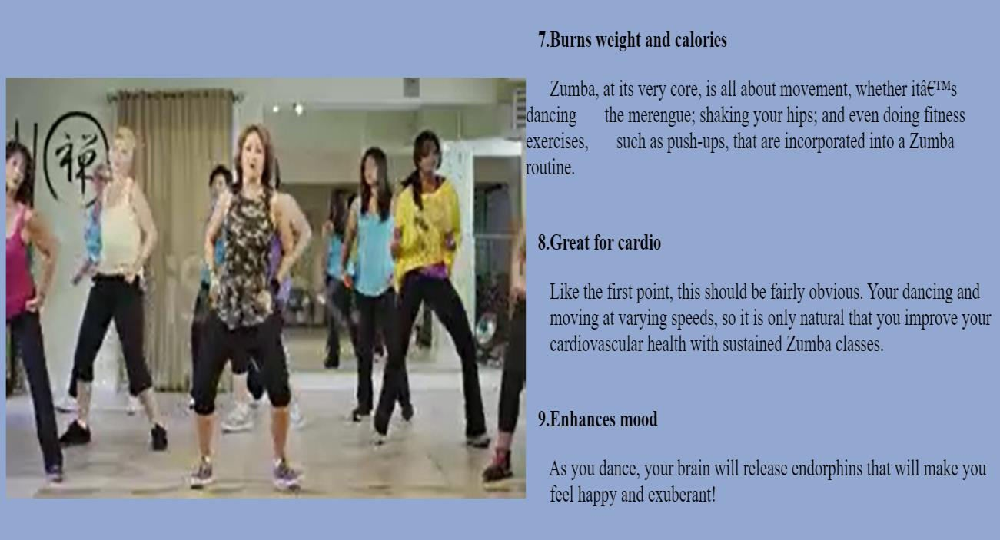 禅
7.Burns weight and calories
Zumba, at its very core, is all about movement, whether itâ€™s
dancing the merengue; shaking your hips; and even doing fitness
exercises, such as push-ups, that are incorporated into a Zumba
routine.
8.Great for cardio
Like the first point, this should be fairly obvious. Your dancing and
moving at varying speeds, so it is only natural that you improve your
cardiovascular health with sustained Zumba classes.
9.Enhances mood
As you dance, your brain will release endorphins that will make you
feel happy and exuberant!